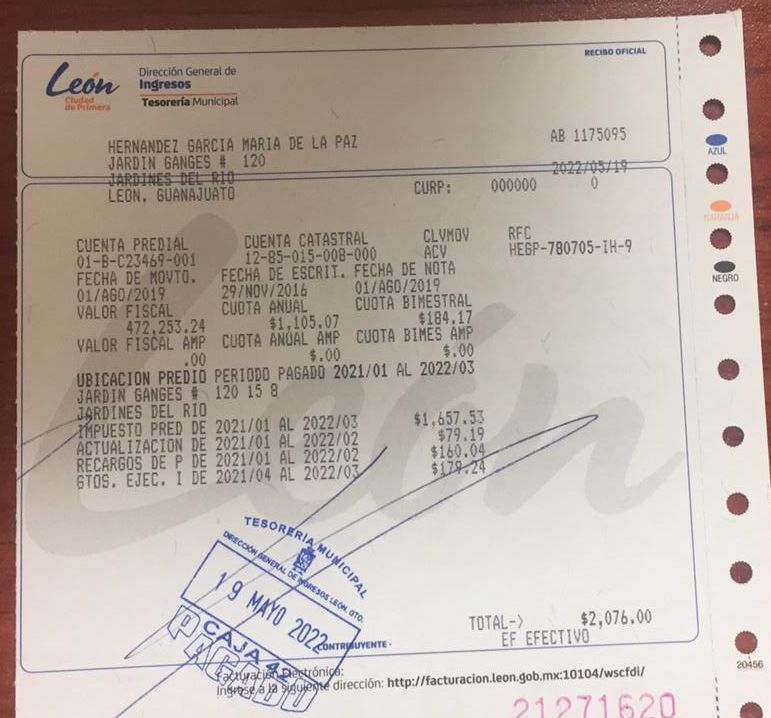 RECIBO OFICIAL
León
Ciudad
de Primera
Dirección General de
Ingresos
Tesorería Municipal
HERNANDEZ GARCIA MARIA DE LA PAZ
AB 1175095
JARDIN GANGES # 120
2022/05/19
JARDINES DEL RIO
LEON, GUANAJUATO
CURP: 000000 0
AZUL
NARANJA
NEGRO
CUENTA PREDIAL CUENTA CATASTRAL CLVMOV RFC
01-B-C23469-001 12-85-015-008-000 ACV HEGP-780705-IH-9
FECHA DE MOVTO. FECHA DE ESCRIT. FECHA DE NOTA
01/AGO/2019 29/NOV/2016 01/AGO/2019
VALOR FISCAL CUOTA ANUAL CUOTA BIMESTRAL
472,253.24 $1,105.07 $184.17
VALOR FISCAL AMP CUOTA ANUAL AMP CUOTA BIMES AMP
.00 $.00 $.00
UBICACION PREDIO PERIODO PAGADO 2021/01 AL 2022/03
JARDIN GANGES # 120 15 8
JARDINES DEL RIO
IMPUESTO PRED DE 2021/01 AL 2022/03 $1,657.53
ACTUALIZACION DE 2021/01 AL 2022/02 $79.19
RECARGOS DE P DE 2021/01 AL 2022/02 $160.04
GTOS. EJEC. I DE 2021/04 AL 2022/03 $179.24
León
TESORERIA MUNICIPAL
DIRECCIÓN GENERAL DE INGRESOS LEÓN, GTO.
19 MAYO 2022
CAJA 42
PAGADO
CONTRIBUYENTE -
TOTAL-> $2,076.00
EF EFECTIVO
Facturación Electrónica:
Ingrese a la siguiente dirección: http://facturacion.leon.gob.mx:10104/wscfdi/
20456
21271620